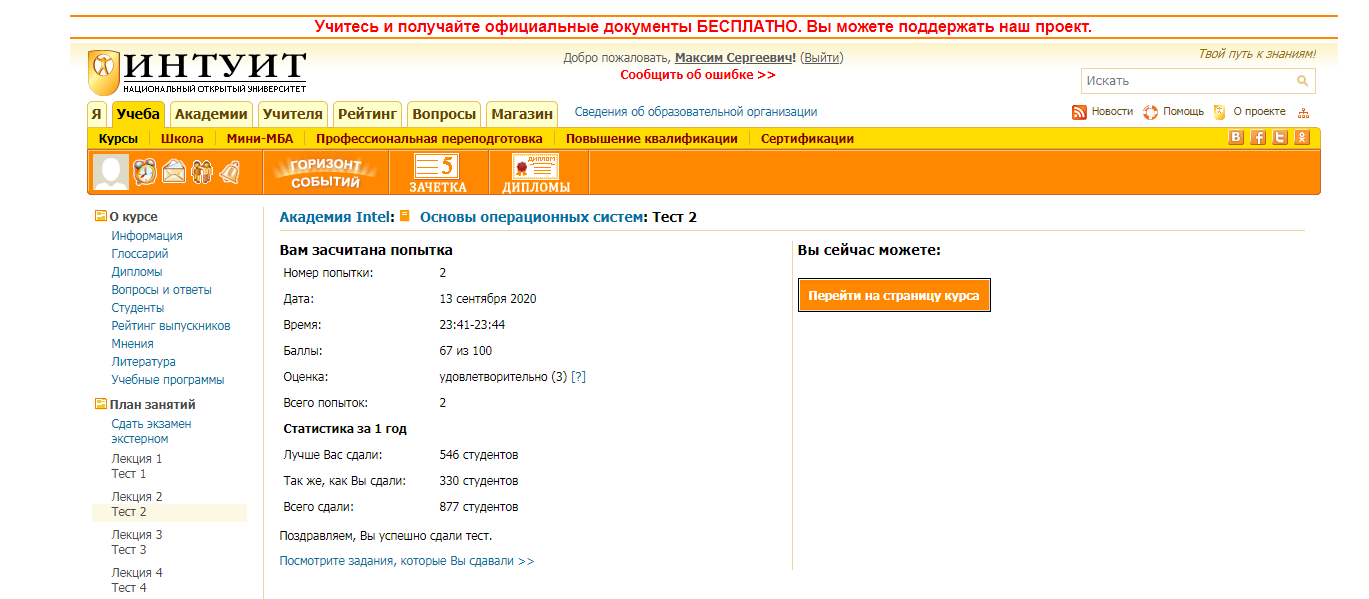 Учитесь и получайте официальные документы БЕСПЛАТНО. Вы можете поддержать наш проект.
ИНТУИТ
НАЦИОНАЛЬНЫЙ ОТКРЫТЫЙ УНИВЕРСИТЕТ
Добро пожаловать, Максим Сергеевич! (Выйти)
Сообщить об ошибке >>
Твой путь к знаниям!
Искать
Я Учеба Академии Учителя Рейтинг Вопросы Магазин Сведения об образовательной организации Новости Помощь О проекте
Курсы Школа Мини-МБА Профессиональная переподготовка Повышение квалификации Сертификации
ГОРИЗОНТ СОБЫТИЙ
5
ЗАЧЕТКА
ДИПЛОМ
ДИПЛОМЫ
О курсе
Информация
Глоссарий
Дипломы
Вопросы и ответы
Студенты
Рейтинг выпускников
Мнения
Литература
Учебные программы
План занятий
Сдать экзамен
экстерном
Лекция 1
Тест 1
Лекция 2
Тест 2
Лекция 3
Тест 3
Лекция 4
Тест 4
Академия Intel: Основы операционных систем: Тест 2
Вам засчитана попытка
Номер попытки: 2
Дата: 13 сентября 2020
Время: 23:41-23:44
Баллы: 67 из 100
Оценка: удовлетворительно (3) [?]
Всего попыток: 2
Статистика за 1 год
Лучше Вас сдали: 546 студентов
Так же, как Вы сдали: 330 студентов
Всего сдали: 877 студентов
Поздравляем, Вы успешно сдали тест.
Посмотрите задания, которые Вы сдавали >>
Вы сейчас можете:
Перейти на страницу курса